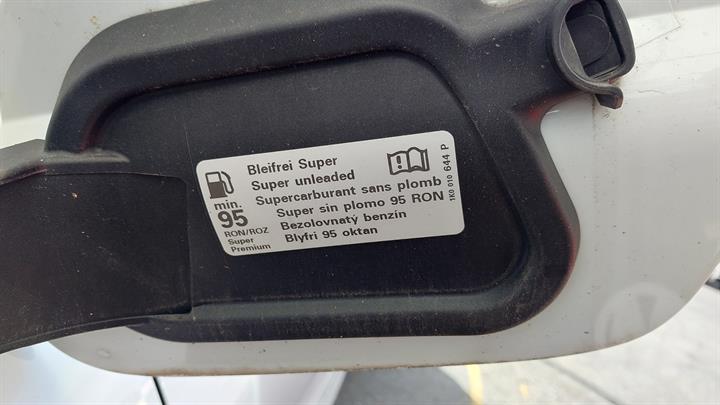 Bleifrei Super
Super unleaded
Supercarburant sans plomb
Super sin plomo 95 RON
Bezolovnatý benzín
Blyfri 95 oktan
min.
95
RON/ROZ
Super
Premium
1K0 010 644 P